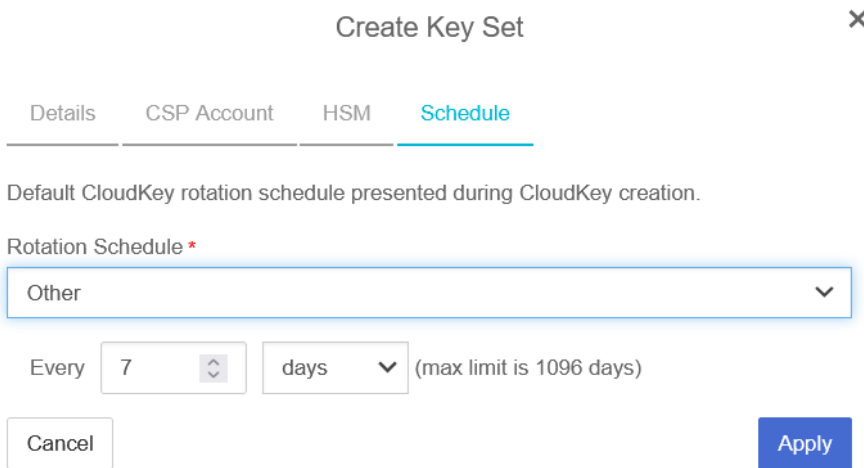 Create Key Set
Details CSP Account HSM Schedule
Default CloudKey rotation schedule presented during CloudKey creation.
Rotation Schedule *
Other
Every 7 days (max limit is 1096 days)
Cancel Apply